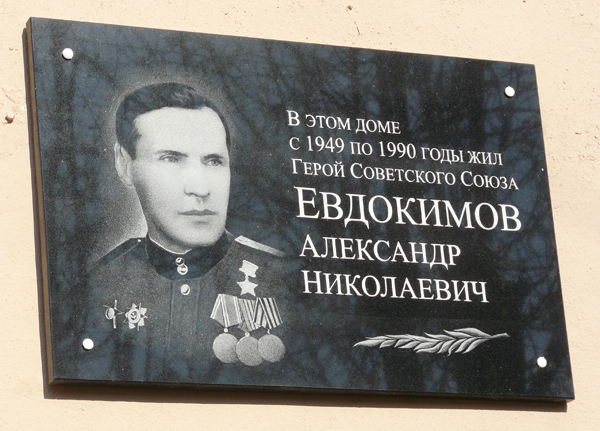 В этом доме
с 1949 по 1990 годы жил
Герой Советского Союза
Евдокимов
Александр
Николаевич